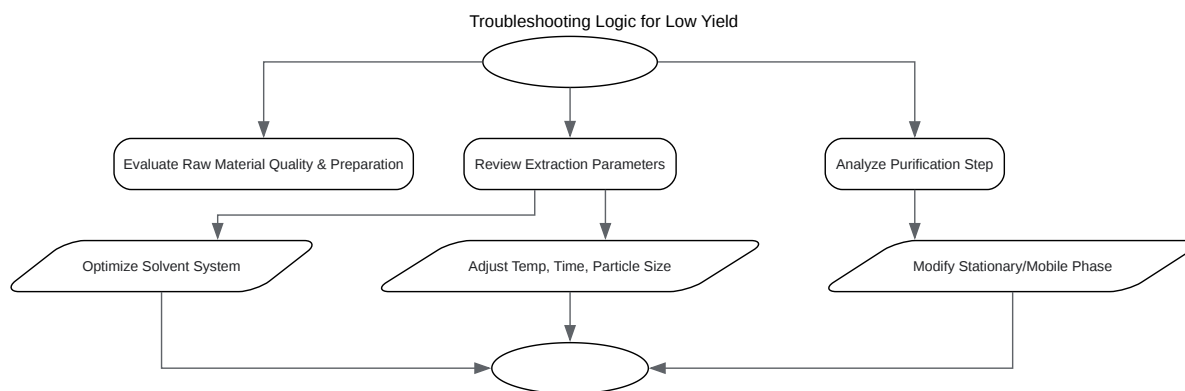 Troubleshooting Logic for Low Yield
Evaluate Raw Material Quality & Preparation
Review Extraction Parameters
Analyze Purification Step
Optimize Solvent System
Adjust Temp, Time, Particle Size
Modify Stationary/Mobile Phase